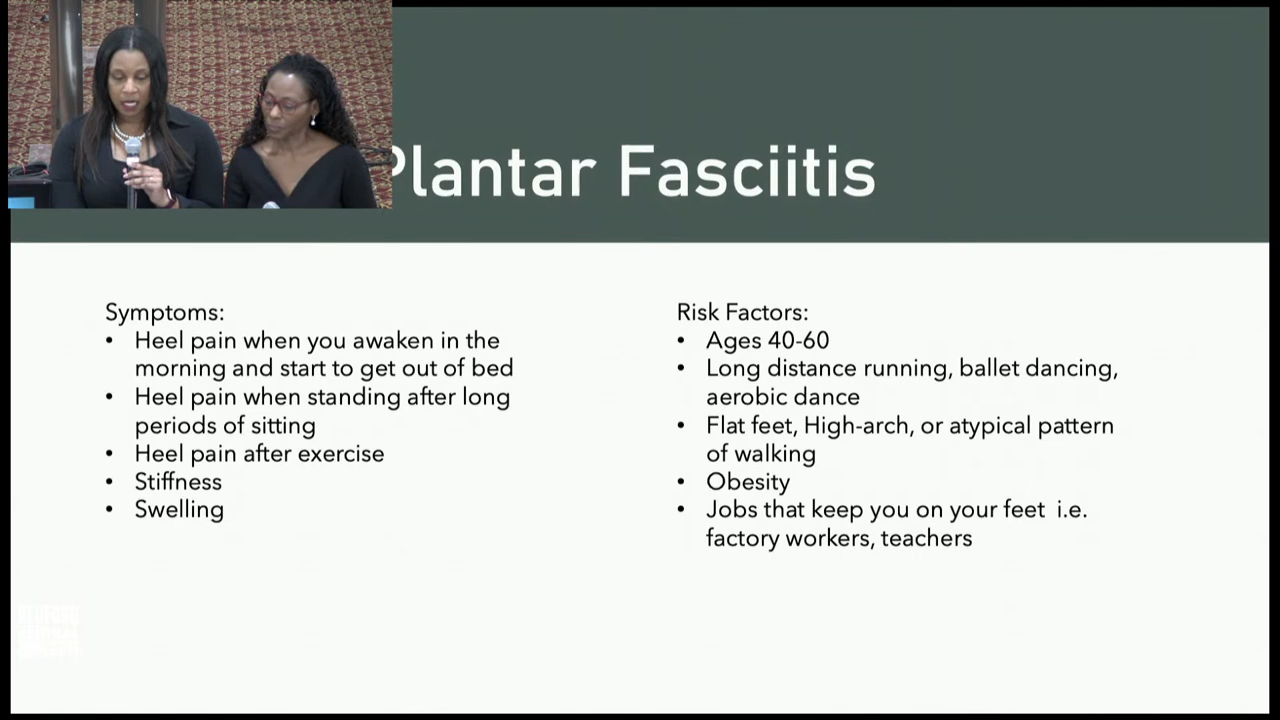 Plantar Fasciitis
Symptoms:
• Heel pain when you awaken in the
morning and start to get out of bed
• Heel pain when standing after long
periods of sitting
• Heel pain after exercise
• Stiffness
• Swelling
Risk Factors:
• Ages 40-60
• Long distance running, ballet dancing,
aerobic dance
• Flat feet, High-arch, or atypical pattern
of walking
• Obesity
• Jobs that keep you on your feet  i.e.
factory workers, teachers